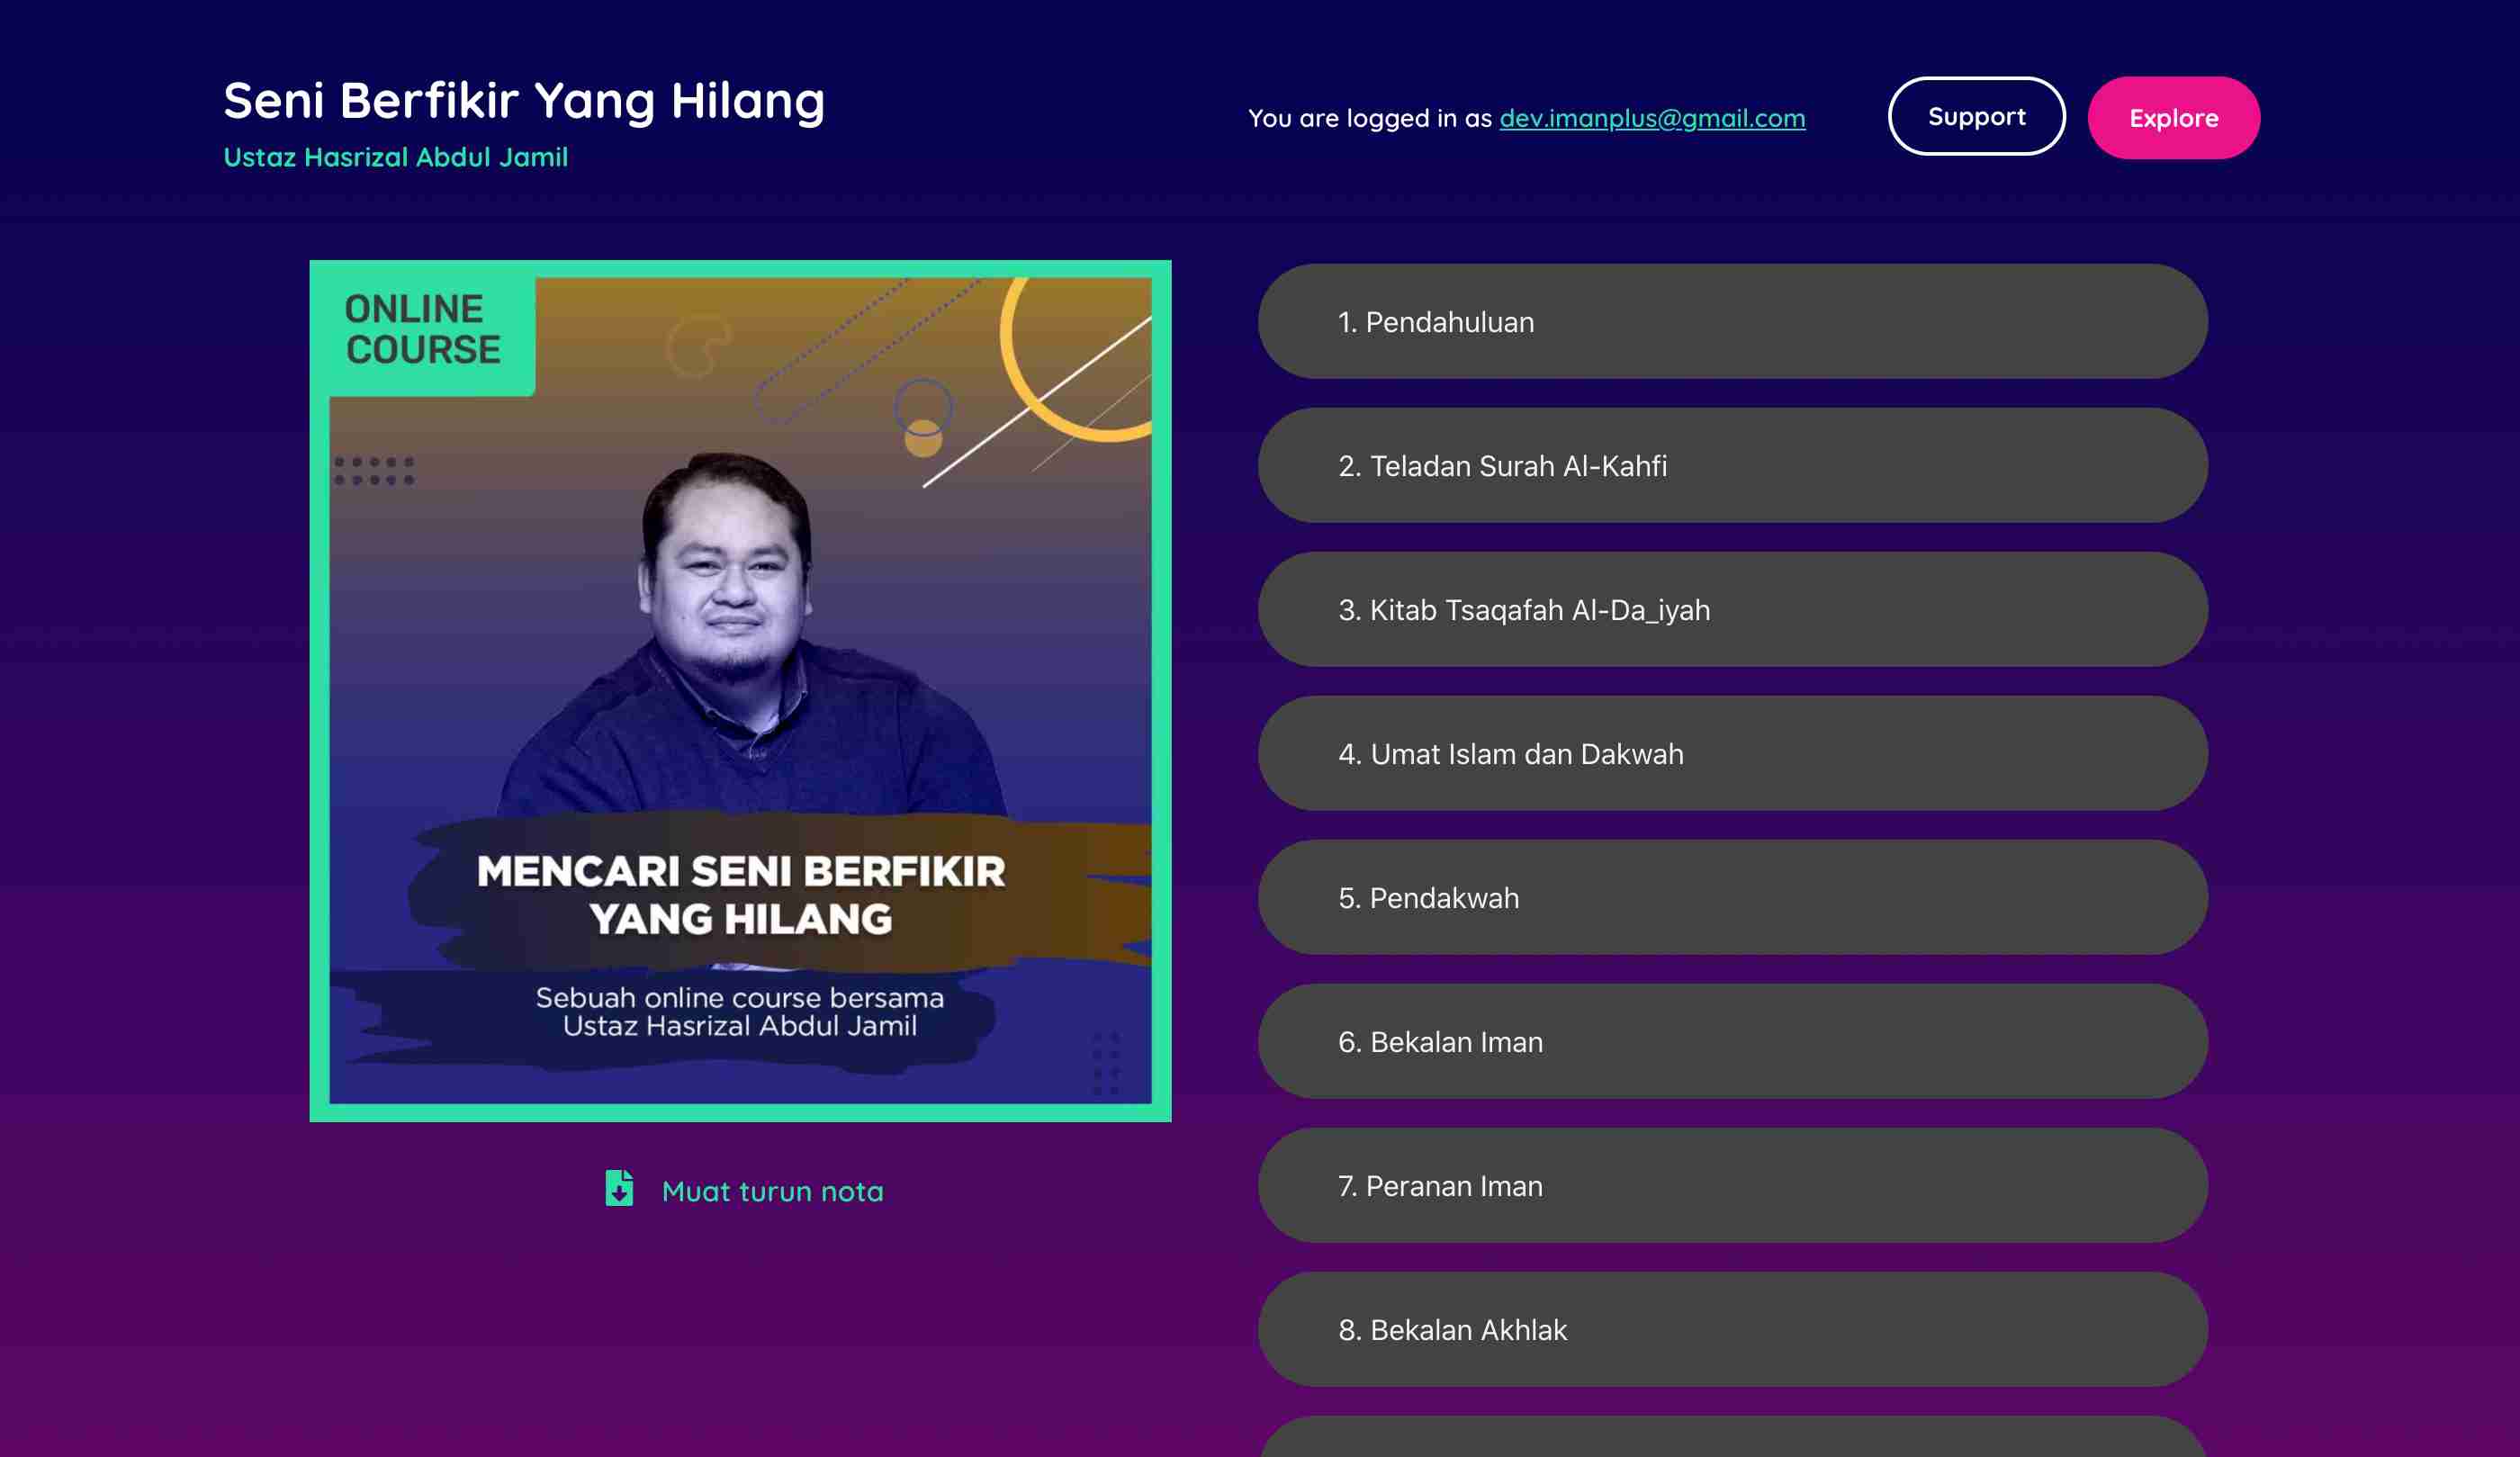 Seni Berfikir Yang Hilang
Ustaz Hasrizal Abdul Jamil
You are logged in as dev.imanplus@gmail.com
Support
Explore
ONLINE
COURSE
MENCARI SENI BERFIKIR
YANG HILANG
Sebuah online course bersama
Ustaz Hasrizal Abdul Jamil
Muat turun nota
1. Pendahuluan
2. Teladan Surah Al-Kahfi
3. Kitab Tsaqafah Al-Da_iyah
4. Umat Islam dan Dakwah
5. Pendakwah
6. Bekalan Iman
7. Peranan Iman
8. Bekalan Akhlak